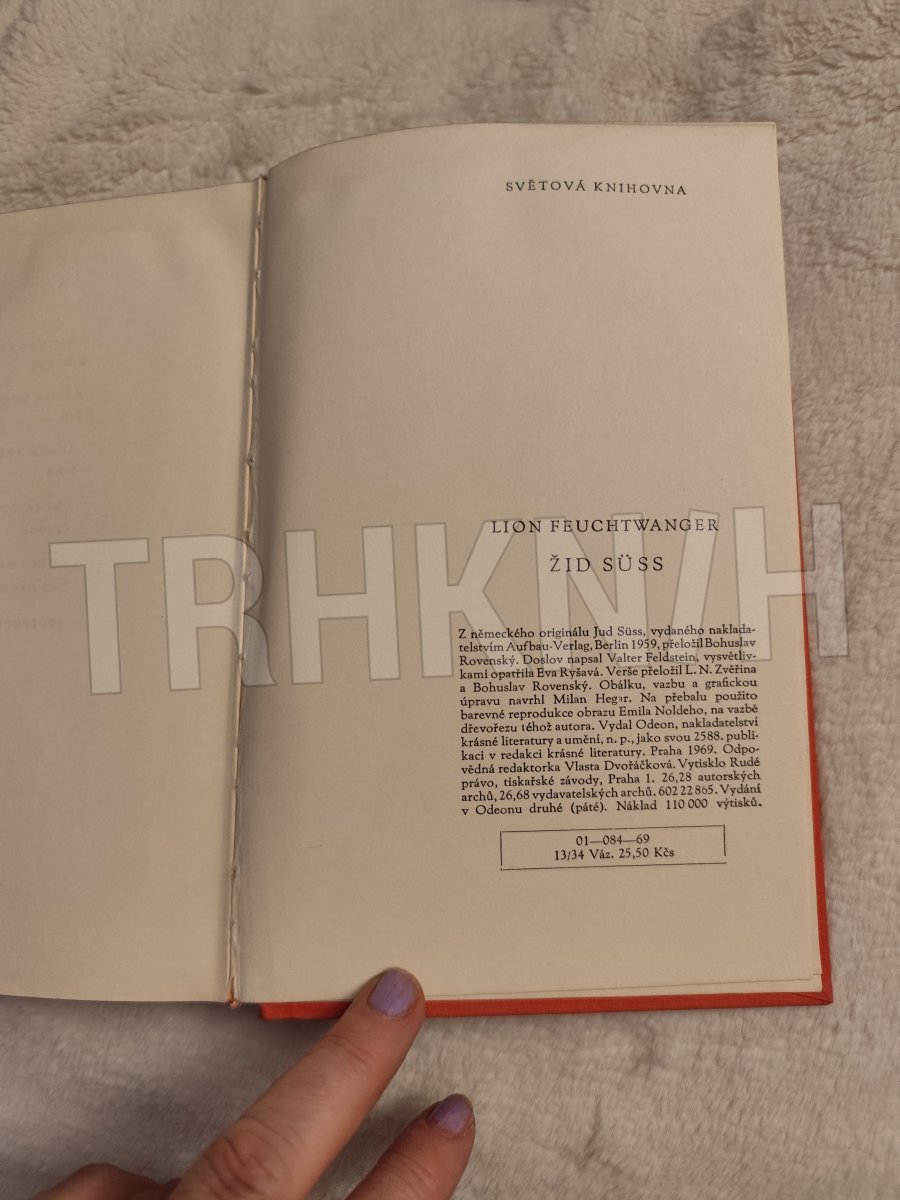 SVĚTOVÁ KNIHOVNA
LION FEUCHTWANGER
ŽID SÜSS
TRHKNIH
Z německého originálu Jud Süss, vydaného naklada-
telstvím Aufbau-Verlag, Berlin 1959, přeložil Bohuslav
Rovenský. Doslov napsal Valter Feldstein, vysvětliv-
kami opatřila Eva Ryšavá. Verše přeložil L. N. Zvěřina
a Bohuslav Rovenský. Obálku, vazbu a grafickou
úpravu navrhl Milan Hegar. Na přebalu použito
barevné reprodukce obrazu Emila Noldeho, na vazbě
dřevořezu téhož autora. Vydal Odeon, nakladatelství
krásné literatury a umění, n. p., jako svou 2588. publi-
kaci v redakci krásné literatury. Praha 1969. Odpo-
vědná redaktorka Vlasta Dvořáčková. Vytisklo Rudé
právo, tiskařské závody, Praha 1. 26,28 autorských
archů, 26,68 vydavatelských archů. 602 22 865. Vydání
v Odeonu druhé (páté). Náklad 110 000 výtisků.
01—084—69
13/34 Váz. 25,50 Kčs